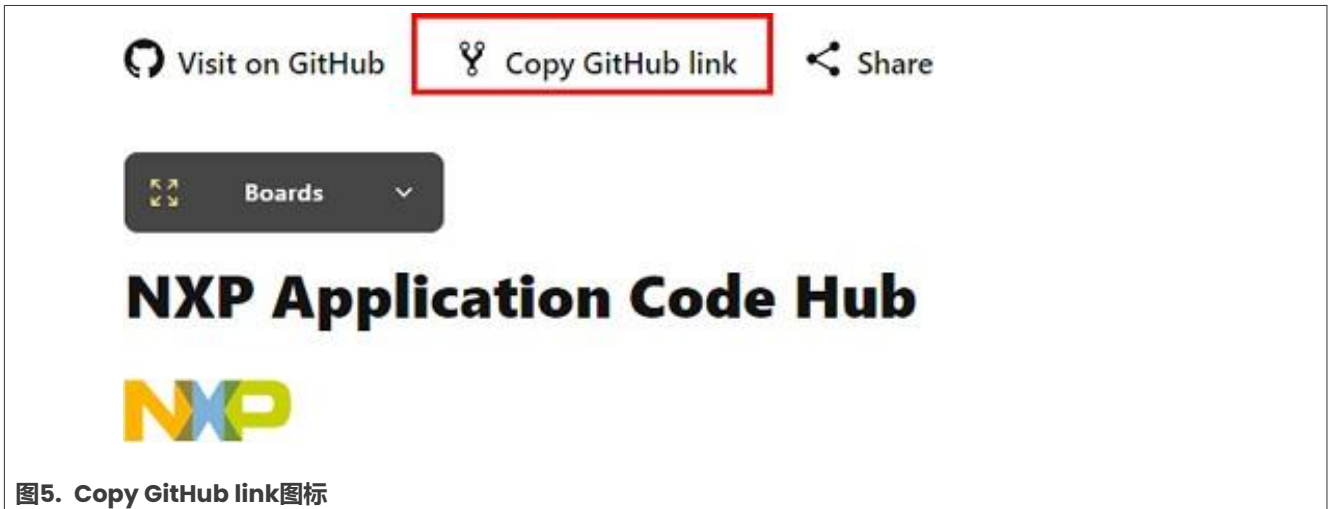 Visit on GitHub Copy GitHub link Share
Boards
NXP Application Code Hub
NXP
图5. Copy GitHub link图标